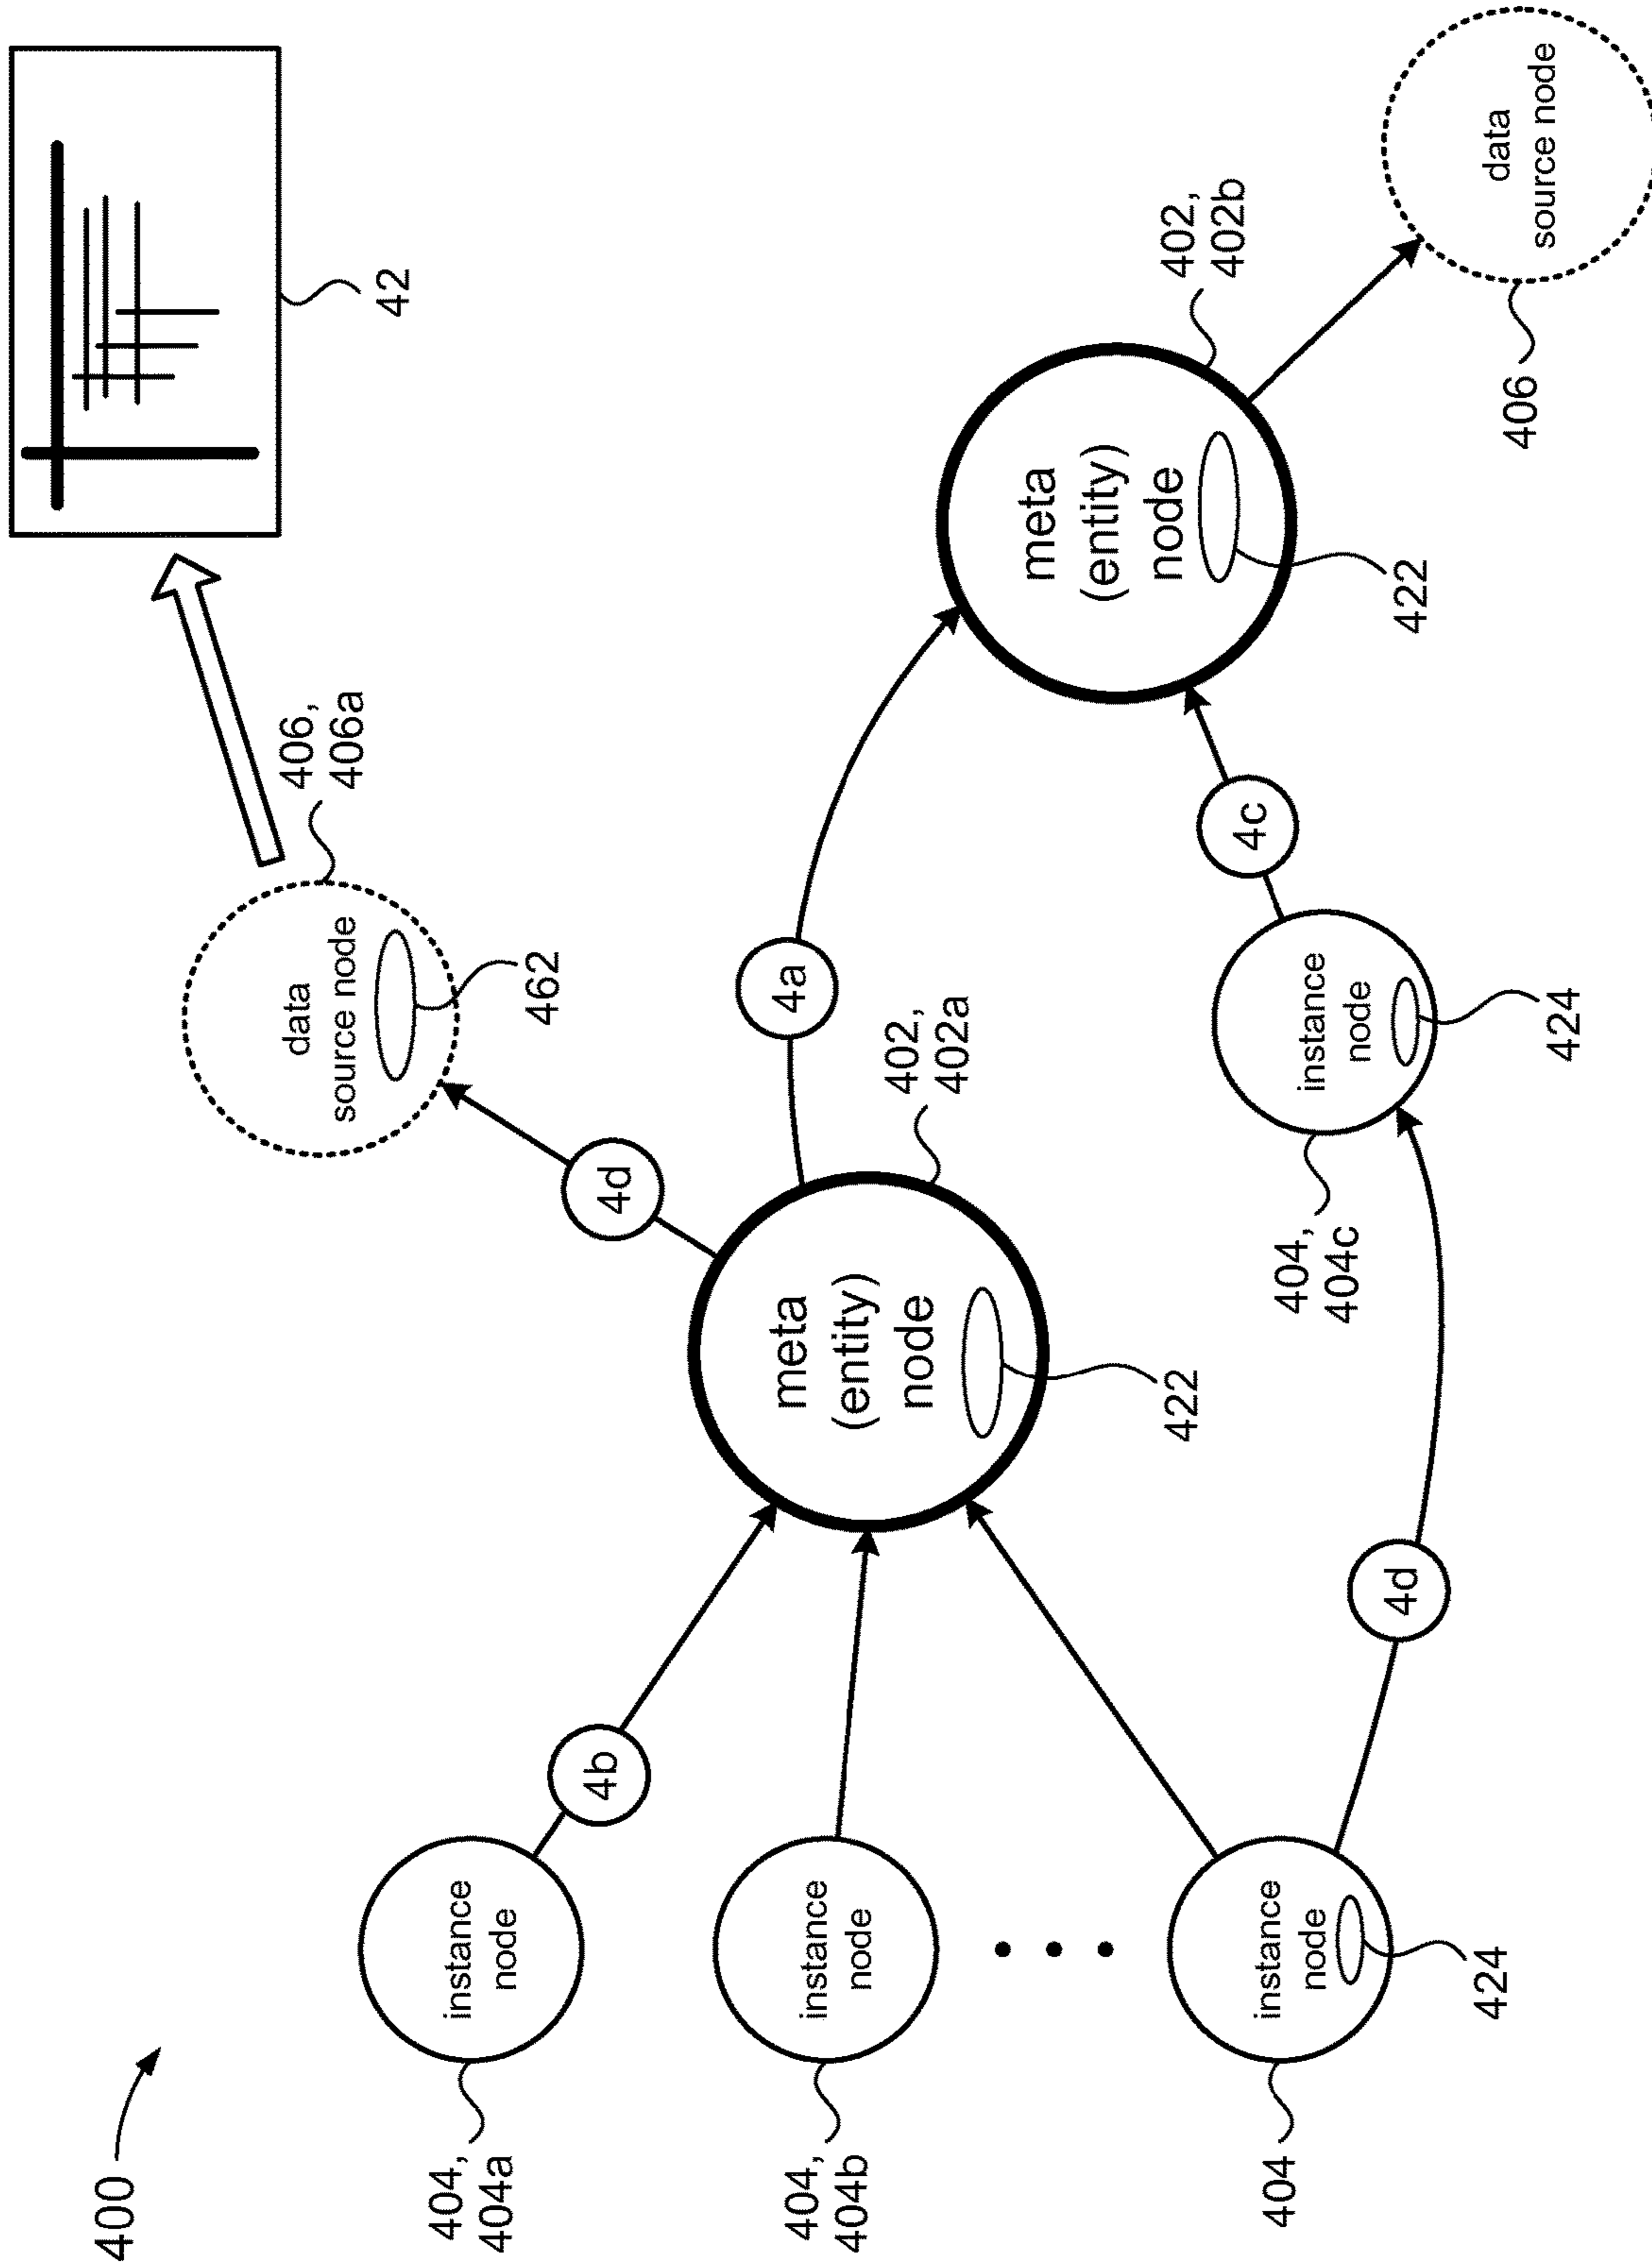 400
42
406,
406a
data
source node
462
4d
4a
402,
402a
402,
402b
meta
(entity)
node
422
meta
(entity)
node
422
data
source node
406
4b
4c
4d
404,
404a
instance
node
404,
404b
instance
node
404
instance
node
424
404,
404c
instance
node
424